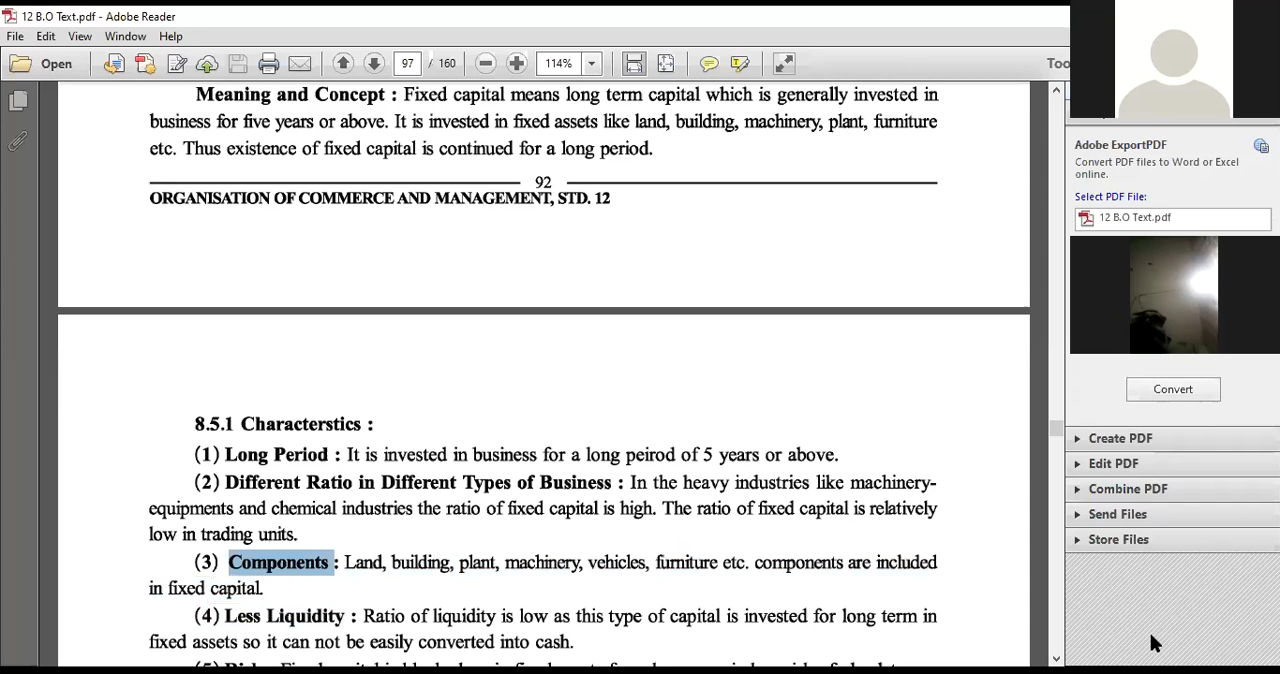 12 B.O Text.pdf - Adobe Reader
File Edit View Window Help
Open 97 / 160 114% Too
Meaning and Concept : Fixed capital means long term capital which is generally invested in
business for five years or above. It is invested in fixed assets like land, building, machinery, plant, furniture
etc. Thus existence of fixed capital is continued for a long period.
92
ORGANISATION OF COMMERCE AND MANAGEMENT, STD. 12
8.5.1 Characterstics :
(1) Long Period : It is invested in business for a long peirod of 5 years or above.
(2) Different Ratio in Different Types of Business : In the heavy industries like machinery-
equipments and chemical industries the ratio of fixed capital is high. The ratio of fixed capital is relatively
low in trading units.
(3) Components : Land, building, plant, machinery, vehicles, furniture etc. components are included
in fixed capital.
(4) Less Liquidity : Ratio of liquidity is low as this type of capital is invested for long term in
fixed assets so it can not be easily converted into cash.
Adobe ExportPDF
Convert PDF files to Word or Excel
online.
Select PDF File:
12 B.O Text.pdf
Convert
Create PDF
Edit PDF
Combine PDF
Send Files
Store Files